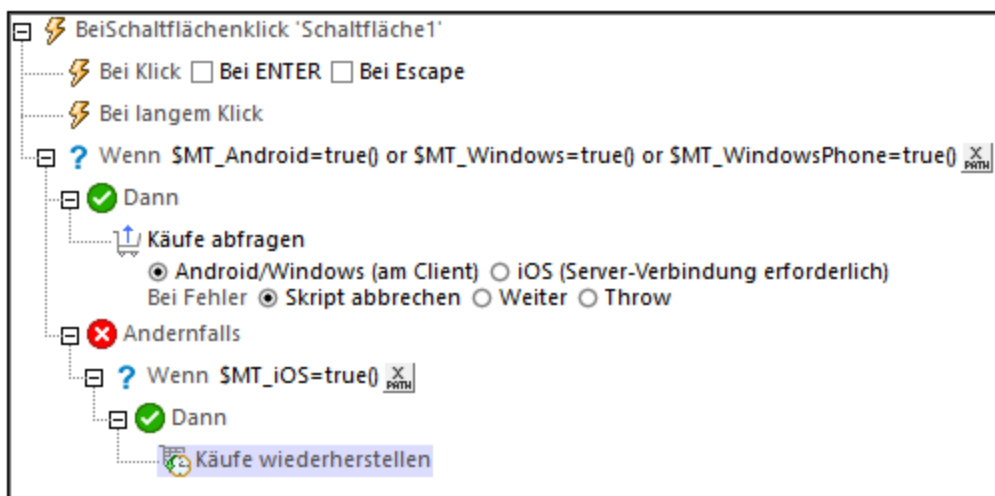 BeiSchaltflächenklick 'Schaltfläche1'
Bei Klick Bei ENTER Bei Escape
Bei langem Klick
? Wenn $MT_Android=true() or $MT_Windows=true() or $MT_WindowsPhone=true() X PATH
Dann
Käufe abfragen
Android/Windows (am Client) iOS (Server-Verbindung erforderlich)
Bei Fehler Skript abbrechen Weiter Throw
Andernfalls
? Wenn $MT_iOS=true() X PATH
Dann
Käufe wiederherstellen